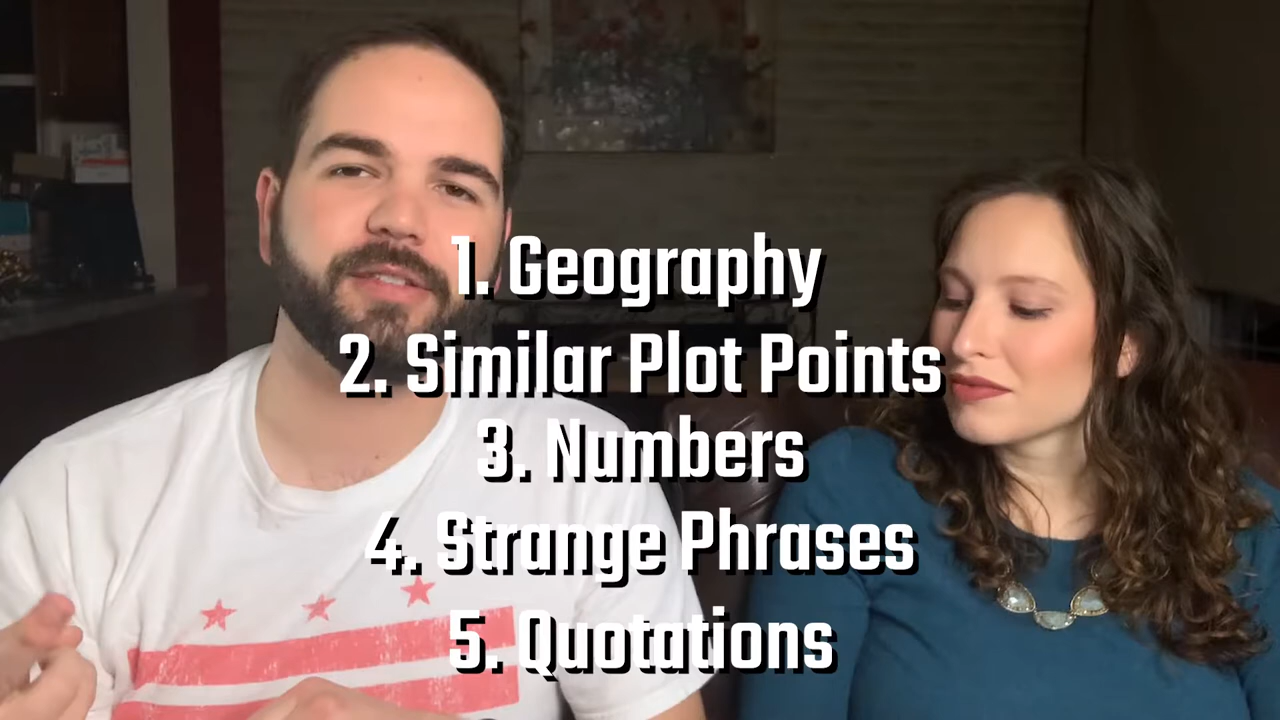 1. Geography
2. Similar Plot Points
3. Numbers
4. Strange Phrases
5. Quotations